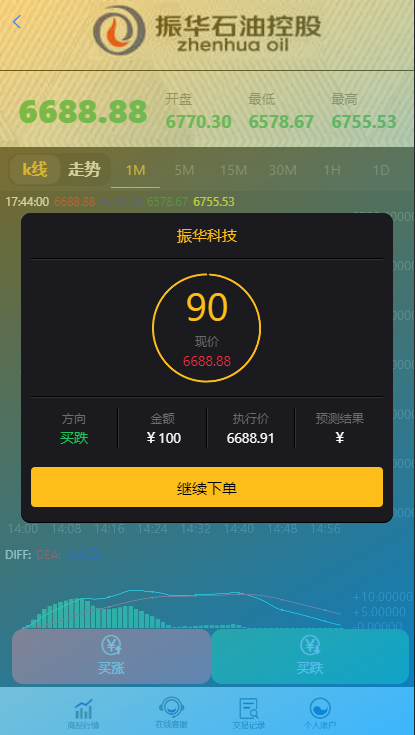 振华石油控股
zhenhua oil
6688.88
开盘 最低 最高
6770.30 6578.67 6755.53
k线 走势 1M 5M 15M 30M 1H 1D
17:44:00 6688.88 6578.67 6755.53
振华科技
90
现价
6688.88
方向 金额 执行价 预测结果
买跌 ¥100 6688.91 ¥
继续下单
14:00 14:08 14:16 14:24 14:32 14:40 14:48 14:56
DIFF: DEA:
+10.00000
+5.00000
-0.00000
买涨 买跌
商品行情 在线客服 交易记录 个人账户